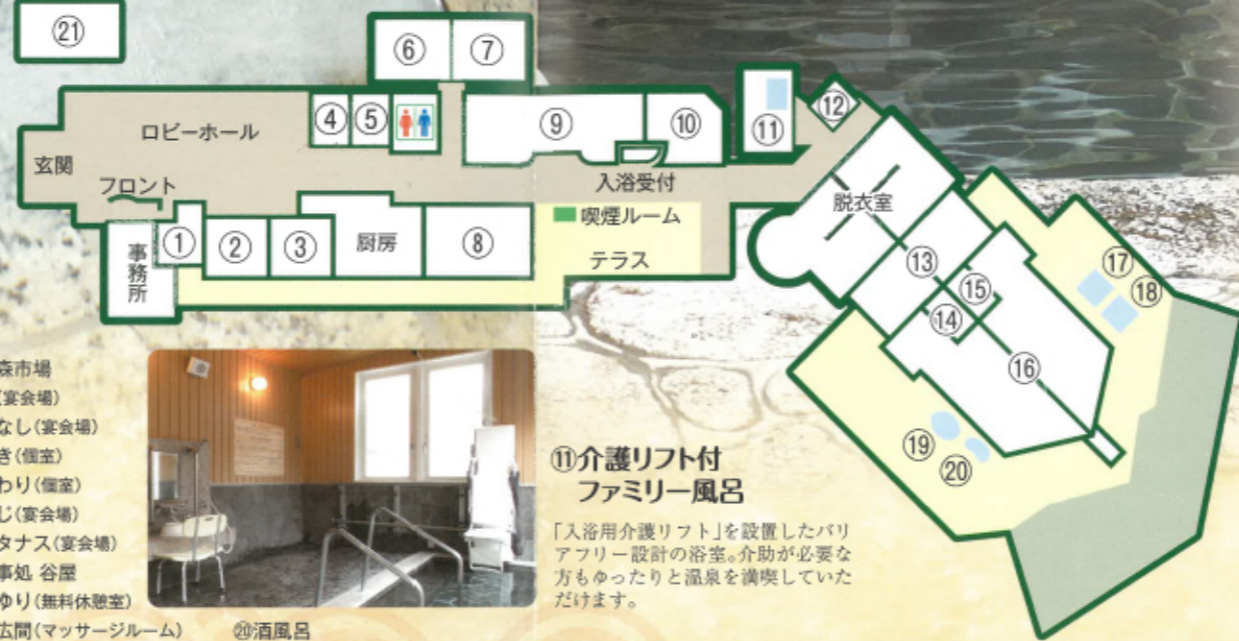 ㉑
⑥
⑦
ロビーホール
④
⑤
⑨
⑩
⑪
⑫
玄関
フロント
入浴受付
脱衣室
喫煙ルーム
事務所
①
②
③
厨房
⑧
テラス
⑬
⑭
⑮
⑯
⑰
⑱
⑲
⑳
森市場
(宴会場)
なし(宴会場)
き(個室)
わり(個室)
じ(宴会場)
タナス(宴会場)
事処 谷屋
ゆり(無料休憩室)
広間(マッサージルーム)
⑳酒風呂
⑪介護リフト付
ファミリー風呂
「入浴用介護リフト」を設置したバリ
アフリー設計の浴室。介助が必要な
方もゆったりと温泉を満喫していた
だけます。